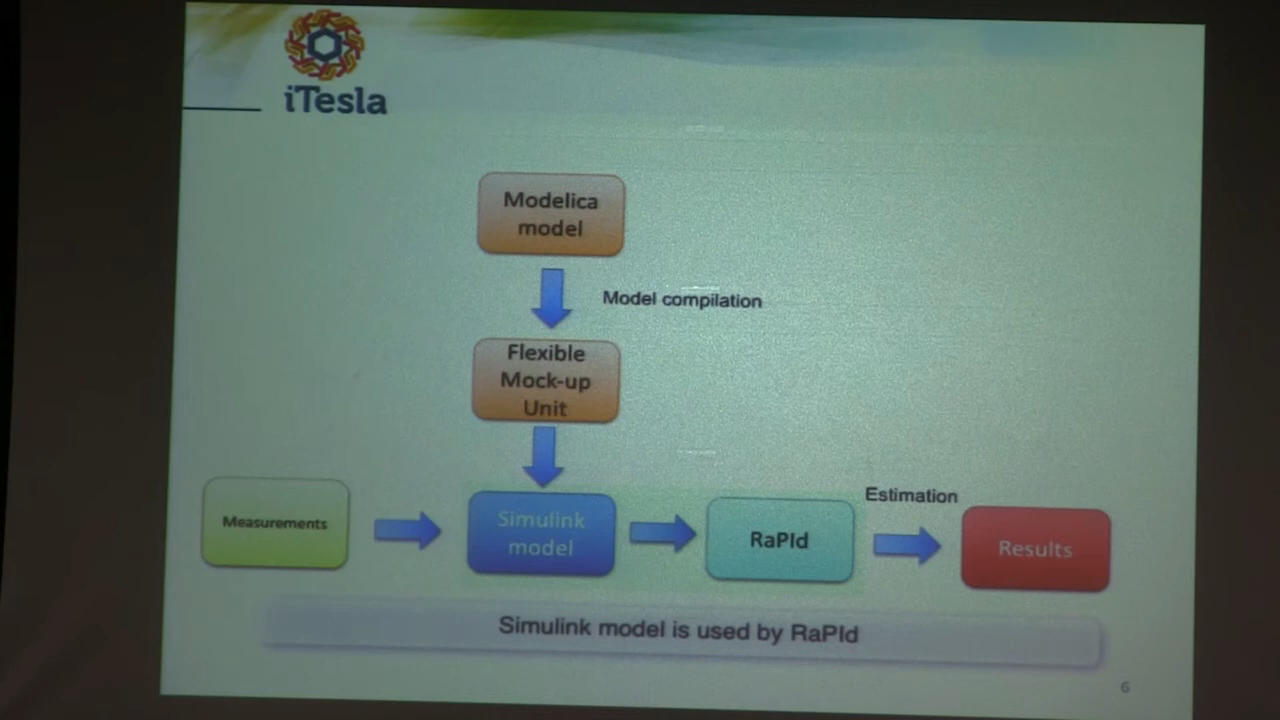 iTesla
Modelica
model
Model compilation
Flexible
Mock-up
Unit
Measurements
Simulink
model
RaPId
Estimation
Results
Simulink model is used by RaPId
6